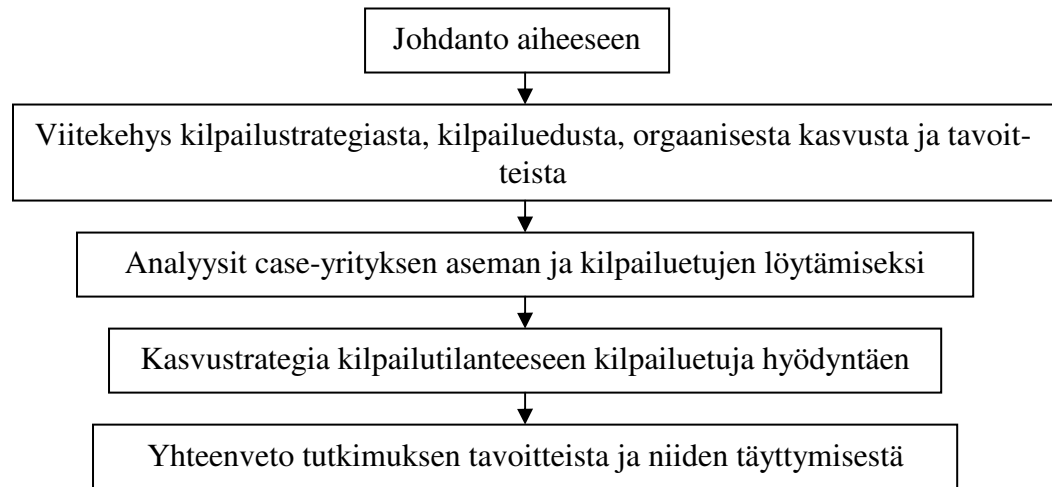 Johdanto aiheeseen
Viitekehys kilpailustrategiasta, kilpailuedusta, orgaanisesta kasvusta ja tavoit-
teista
Analyysit case-yrityksen aseman ja kilpailuetujen löytämiseksi
Kasvustrategia kilpailutilanteeseen kilpailuetuja hyödyntäen
Yhteenveto tutkimuksen tavoitteista ja niiden täyttymisestä